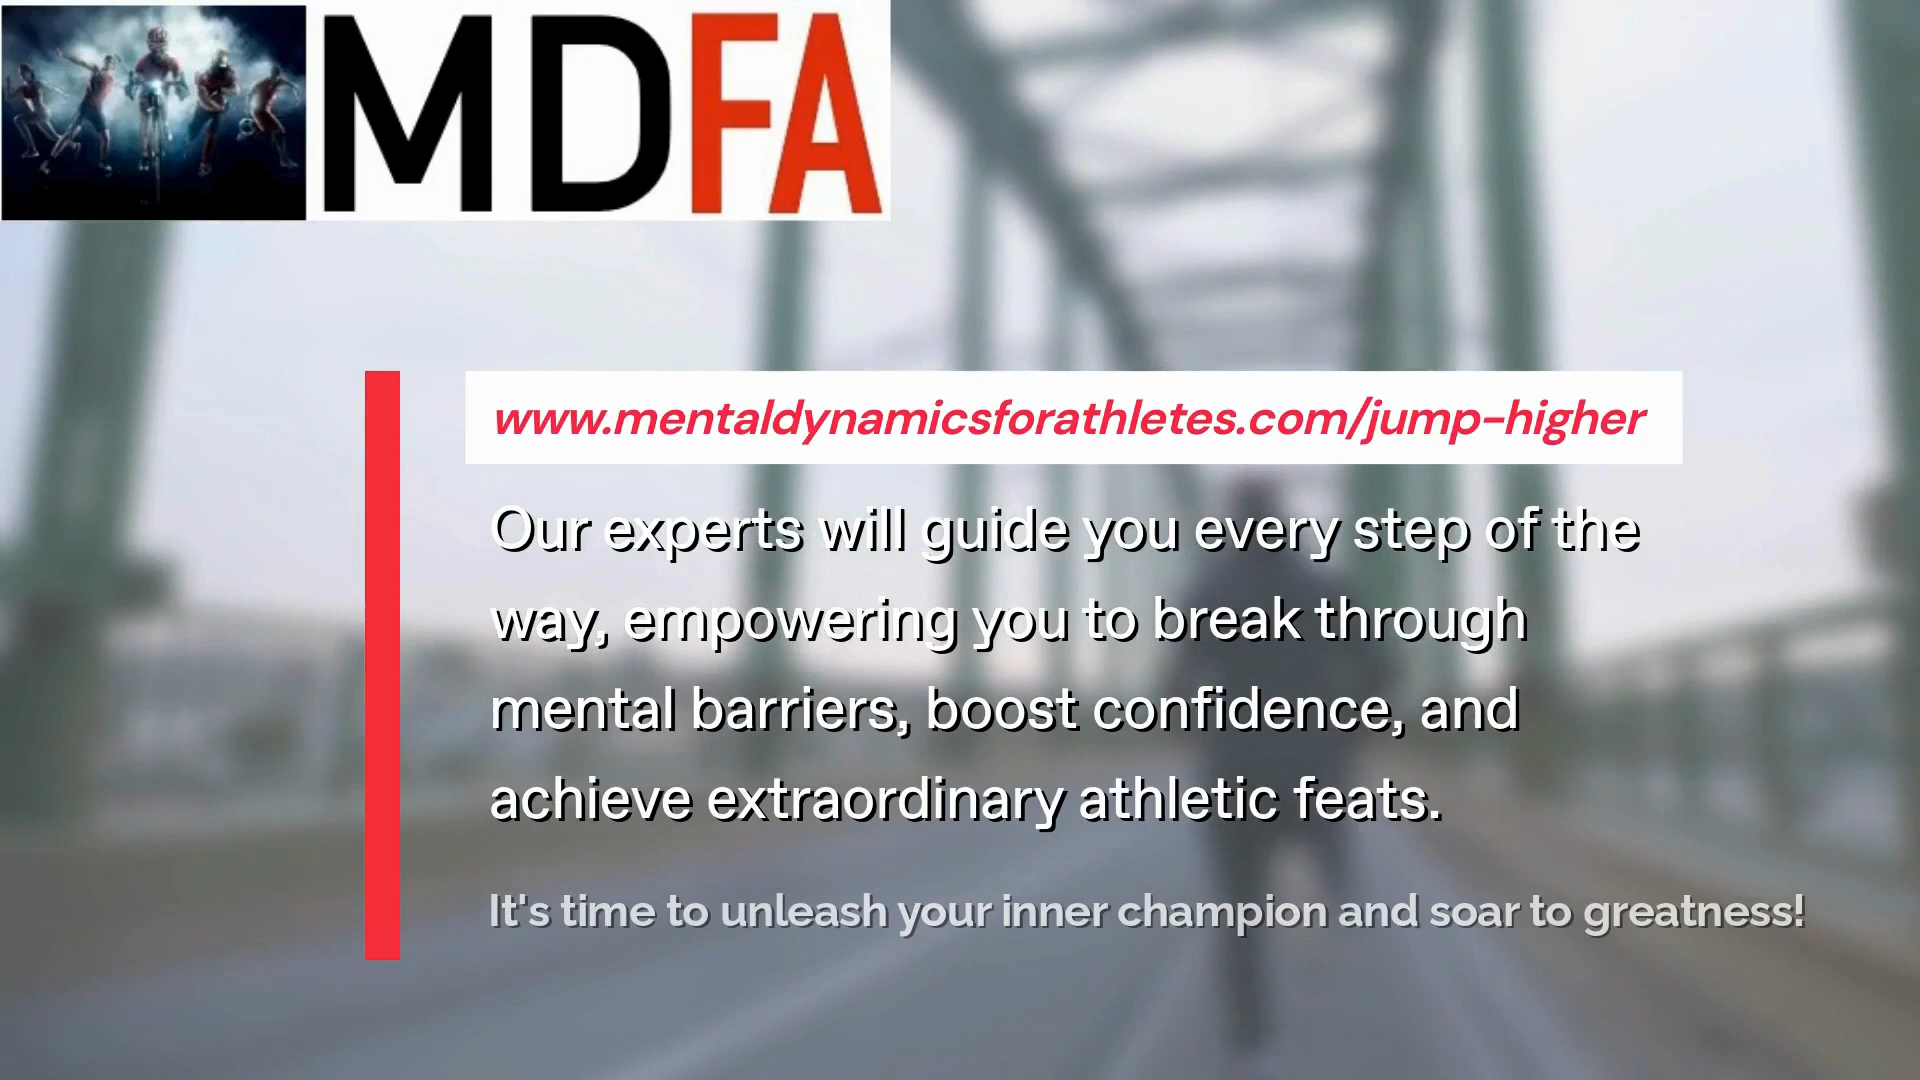 MDFA
www.mentaldynamicsforathletes.com/jump-higher
Our experts will guide you every step of the
way, empowering you to break through
mental barriers, boost confidence, and
achieve extraordinary athletic feats.
It's time to unleash your inner champion and soar to greatness!